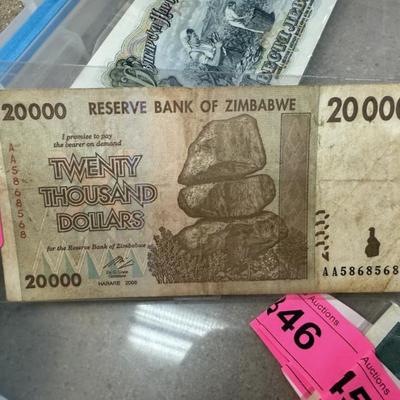 20000 RESERVE BANK OF ZIMBABWE 20000
I promise to pay
the bearer on demand
TWENTY
THOUSAND
DOLLARS
for the Reserve Bank of Zimbabwe
20000
HARARE 2008
AA5868568
20000
AA5868568
Auctions
$46
Auctions